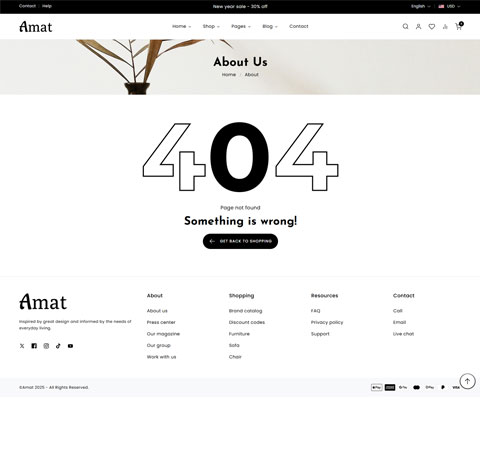 Contact Help
New year sale - 30% off
English USD
Amat
Home Shop Pages Blog Contact
0
About Us
Home / About
404
Page not found
Something is wrong!
GET BACK TO SHOPPING
Amat
Inspired by great design and informed by the needs of
everyday living.
About
About us
Press center
Our magazine
Our group
Work with us
Shopping
Brand catalog
Discount codes
Furniture
Sofa
Chair
Resources
FAQ
Privacy policy
Support
Contact
Call
Email
Live chat
©Amat 2025 - All Rights Reserved.
VISA